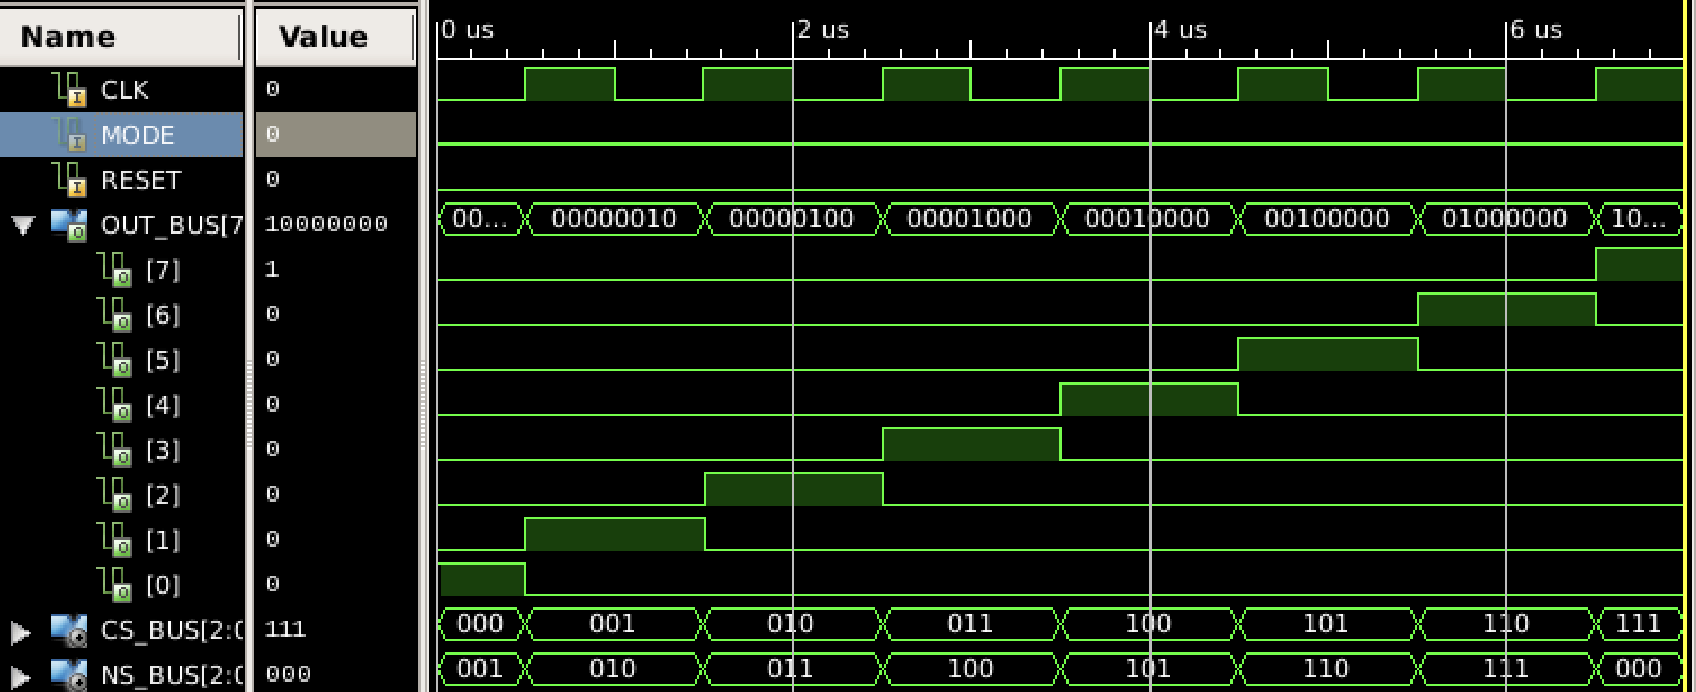 Name Value 0 us 2 us 4 us 6 us
CLK 0
MODE 0
RESET 0
OUT_BUS[7 10000000 00... 00000010 00000100 00001000 00010000 00100000 01000000 10...
[7] 1
[6] 0
[5] 0
[4] 0
[3] 0
[2] 0
[1] 0
[0] 0
CS_BUS[2:0 111 000 001 010 011 100 101 110 111
NS_BUS[2:0 000 001 010 011 100 101 110 111 000